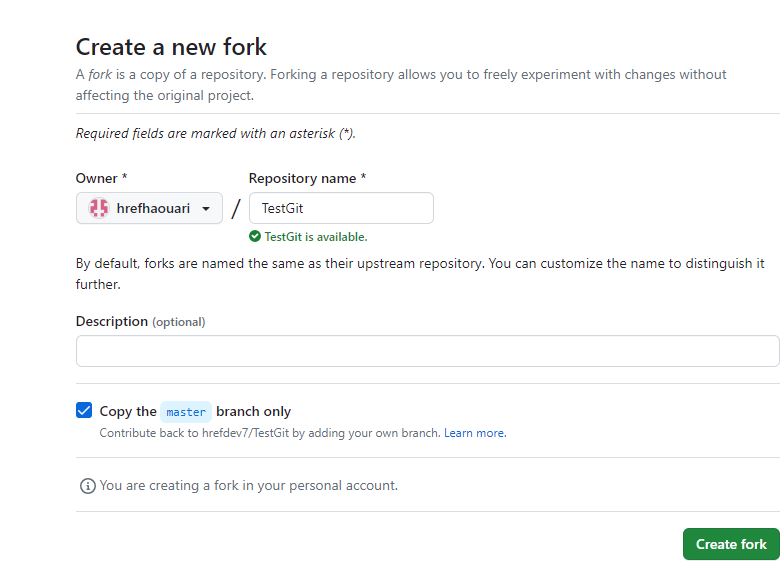 Create a new fork
A fork is a copy of a repository. Forking a repository allows you to freely experiment with changes without
affecting the original project.
Required fields are marked with an asterisk (*).
Owner * Repository name *
hrefhaouari / TestGit
TestGit is available.
By default, forks are named the same as their upstream repository. You can customize the name to distinguish it
further.
Description (optional)
Copy the master branch only
Contribute back to hrefdev7/TestGit by adding your own branch. Learn more.
You are creating a fork in your personal account.
Create fork